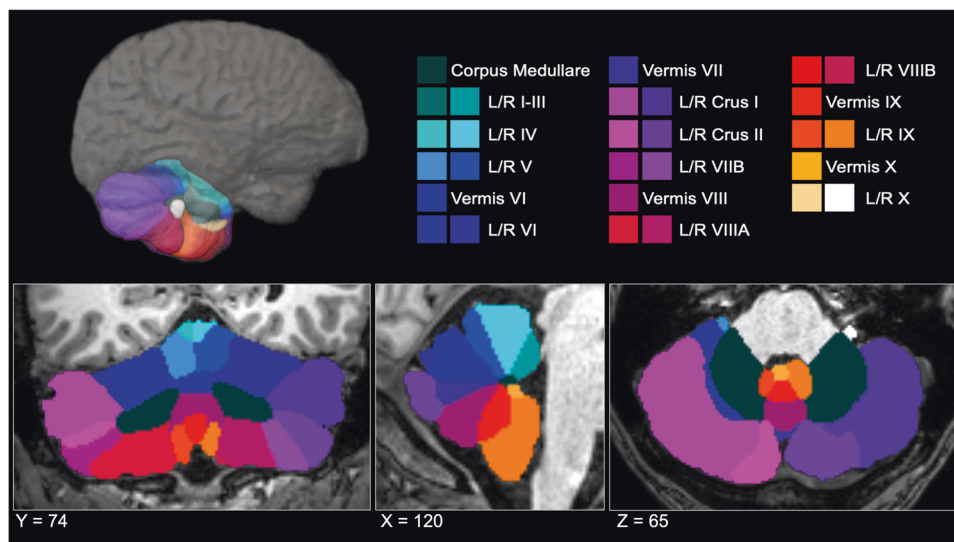 Corpus Medullare
L/R I-III
L/R IV
L/R V
Vermis VI
L/R VI
Vermis VII
L/R Crus I
L/R Crus II
L/R VIIB
Vermis VIII
L/R VIIIA
L/R VIIIB
Vermis IX
L/R IX
Vermis X
L/R X
Y = 74
X = 120
Z = 65